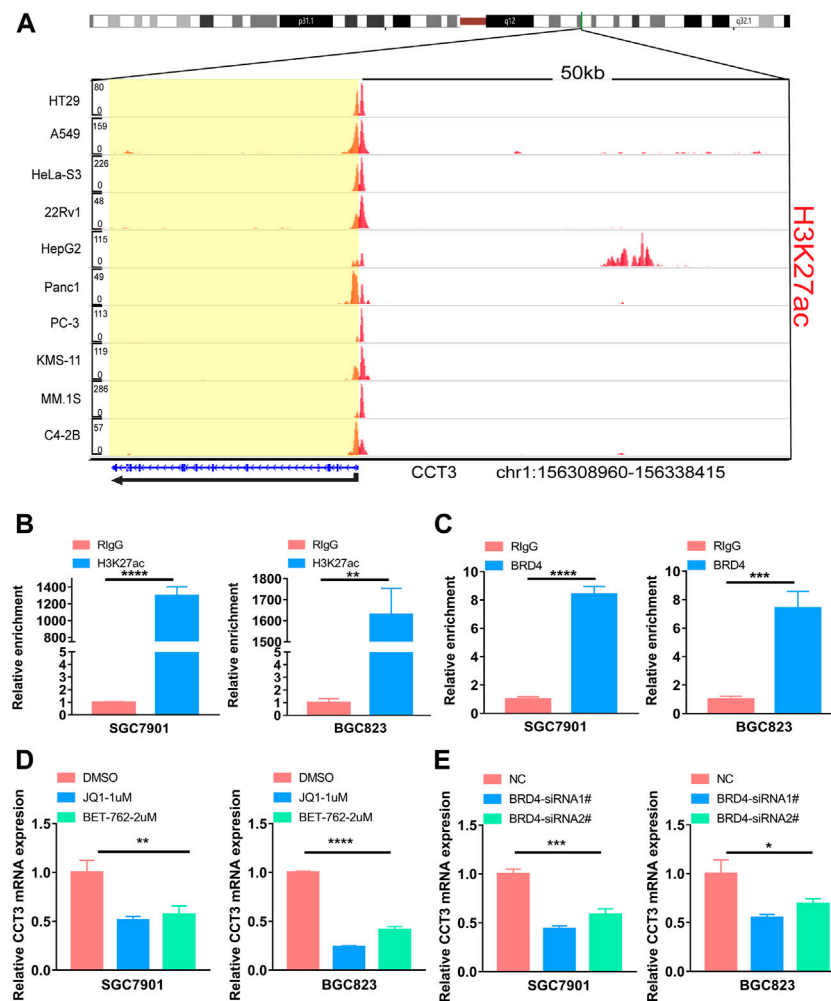 A
p31.1
q12
q32.1
50kb
HT29
80
0
A549
159
0
HeLa-S3
226
0
22Rv1
48
0
HepG2
115
0
Panc1
49
0
PC-3
113
0
KMS-11
119
0
MM.1S
286
0
C4-2B
57
0
H3K27ac
CCT3 chr1:156308960-156338415
B
RIgG
H3K27ac
****
Relative enrichment
1400
1200
1000
800
600
5
4
3
2
1
0
SGC7901
RIgG
H3K27ac
**
Relative enrichment
1800
1700
1600
1500
5
4
3
2
1
0
BGC823
C
RIgG
BRD4
****
Relative enrichment
10
8
6
4
2
0
SGC7901
RIgG
BRD4
***
Relative enrichment
10
8
6
4
2
0
BGC823
D
DMSO
JQ1-1uM
BET-762-2uM
**
Relative CCT3 mRNA expresion
1.5
1.0
0.5
0.0
SGC7901
DMSO
JQ1-1uM
BET-762-2uM
****
Relative CCT3 mRNA expresion
1.5
1.0
0.5
0.0
BGC823
E
NC
BRD4-siRNA1#
BRD4-siRNA2#
***
Relative CCT3 mRNA expresion
1.5
1.0
0.5
0.0
SGC7901
NC
BRD4-siRNA1#
BRD4-siRNA2#
*
Relative CCT3 mRNA expresion
1.5
1.0
0.5
0.0
BGC823